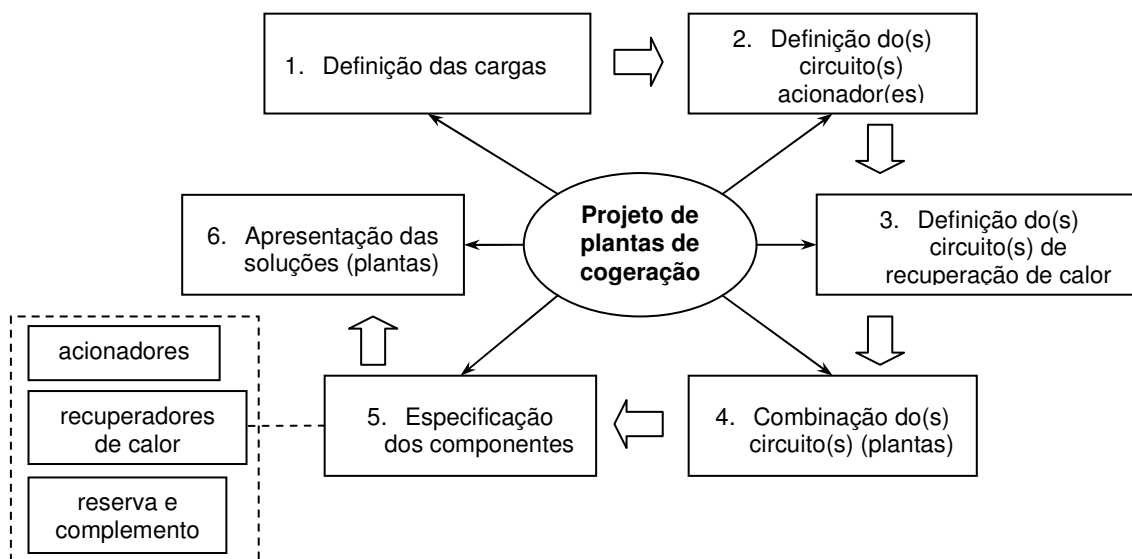 1. Definição das cargas
2. Definição do(s)
circuito(s)
acionador(es)
Projeto de
plantas de
cogeração
3. Definição do(s)
circuito(s) de
recuperação de calor
6. Apresentação das
soluções (plantas)
acionadores
recuperadores
de calor
reserva e
complemento
5. Especificação
dos componentes
4. Combinação do(s)
circuito(s) (plantas)